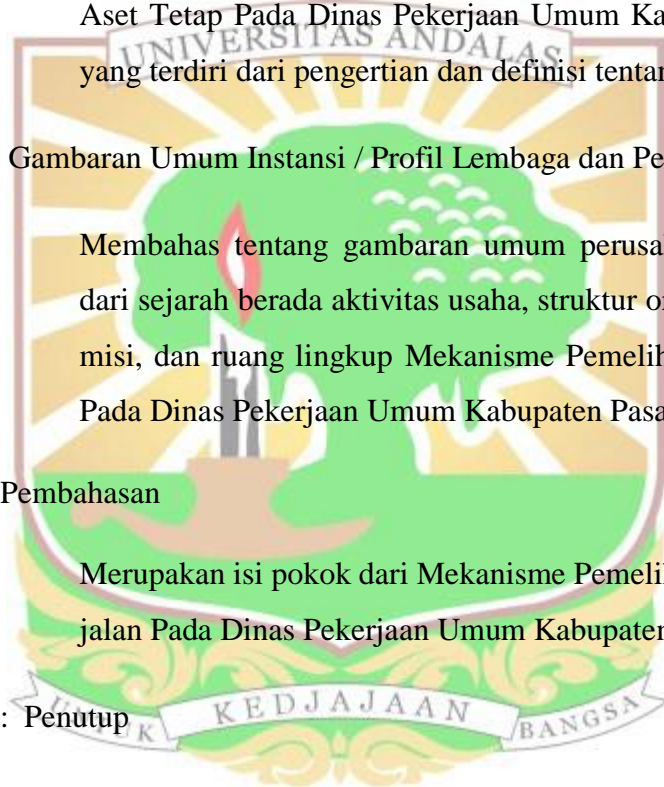 Aset Tetap Pada Dinas Pekerjaan Umum Ka
UNIVERSITAS ANDALAS
yang terdiri dari pengertian dan definisi tentan
Gambaran Umum Instansi / Profil Lembaga dan Pe
Membahas tentang gambaran umum perusa
dari sejarah berada aktivitas usaha, struktur o
misi, dan ruang lingkup Mekanisme Pemelih
Pada Dinas Pekerjaan Umum Kabupaten Pasa
Pembahasan
Merupakan isi pokok dari Mekanisme Pemeli
jalan Pada Dinas Pekerjaan Umum Kabupaten
: Penutup
UNTUK KEDJAJAAN BANGSA